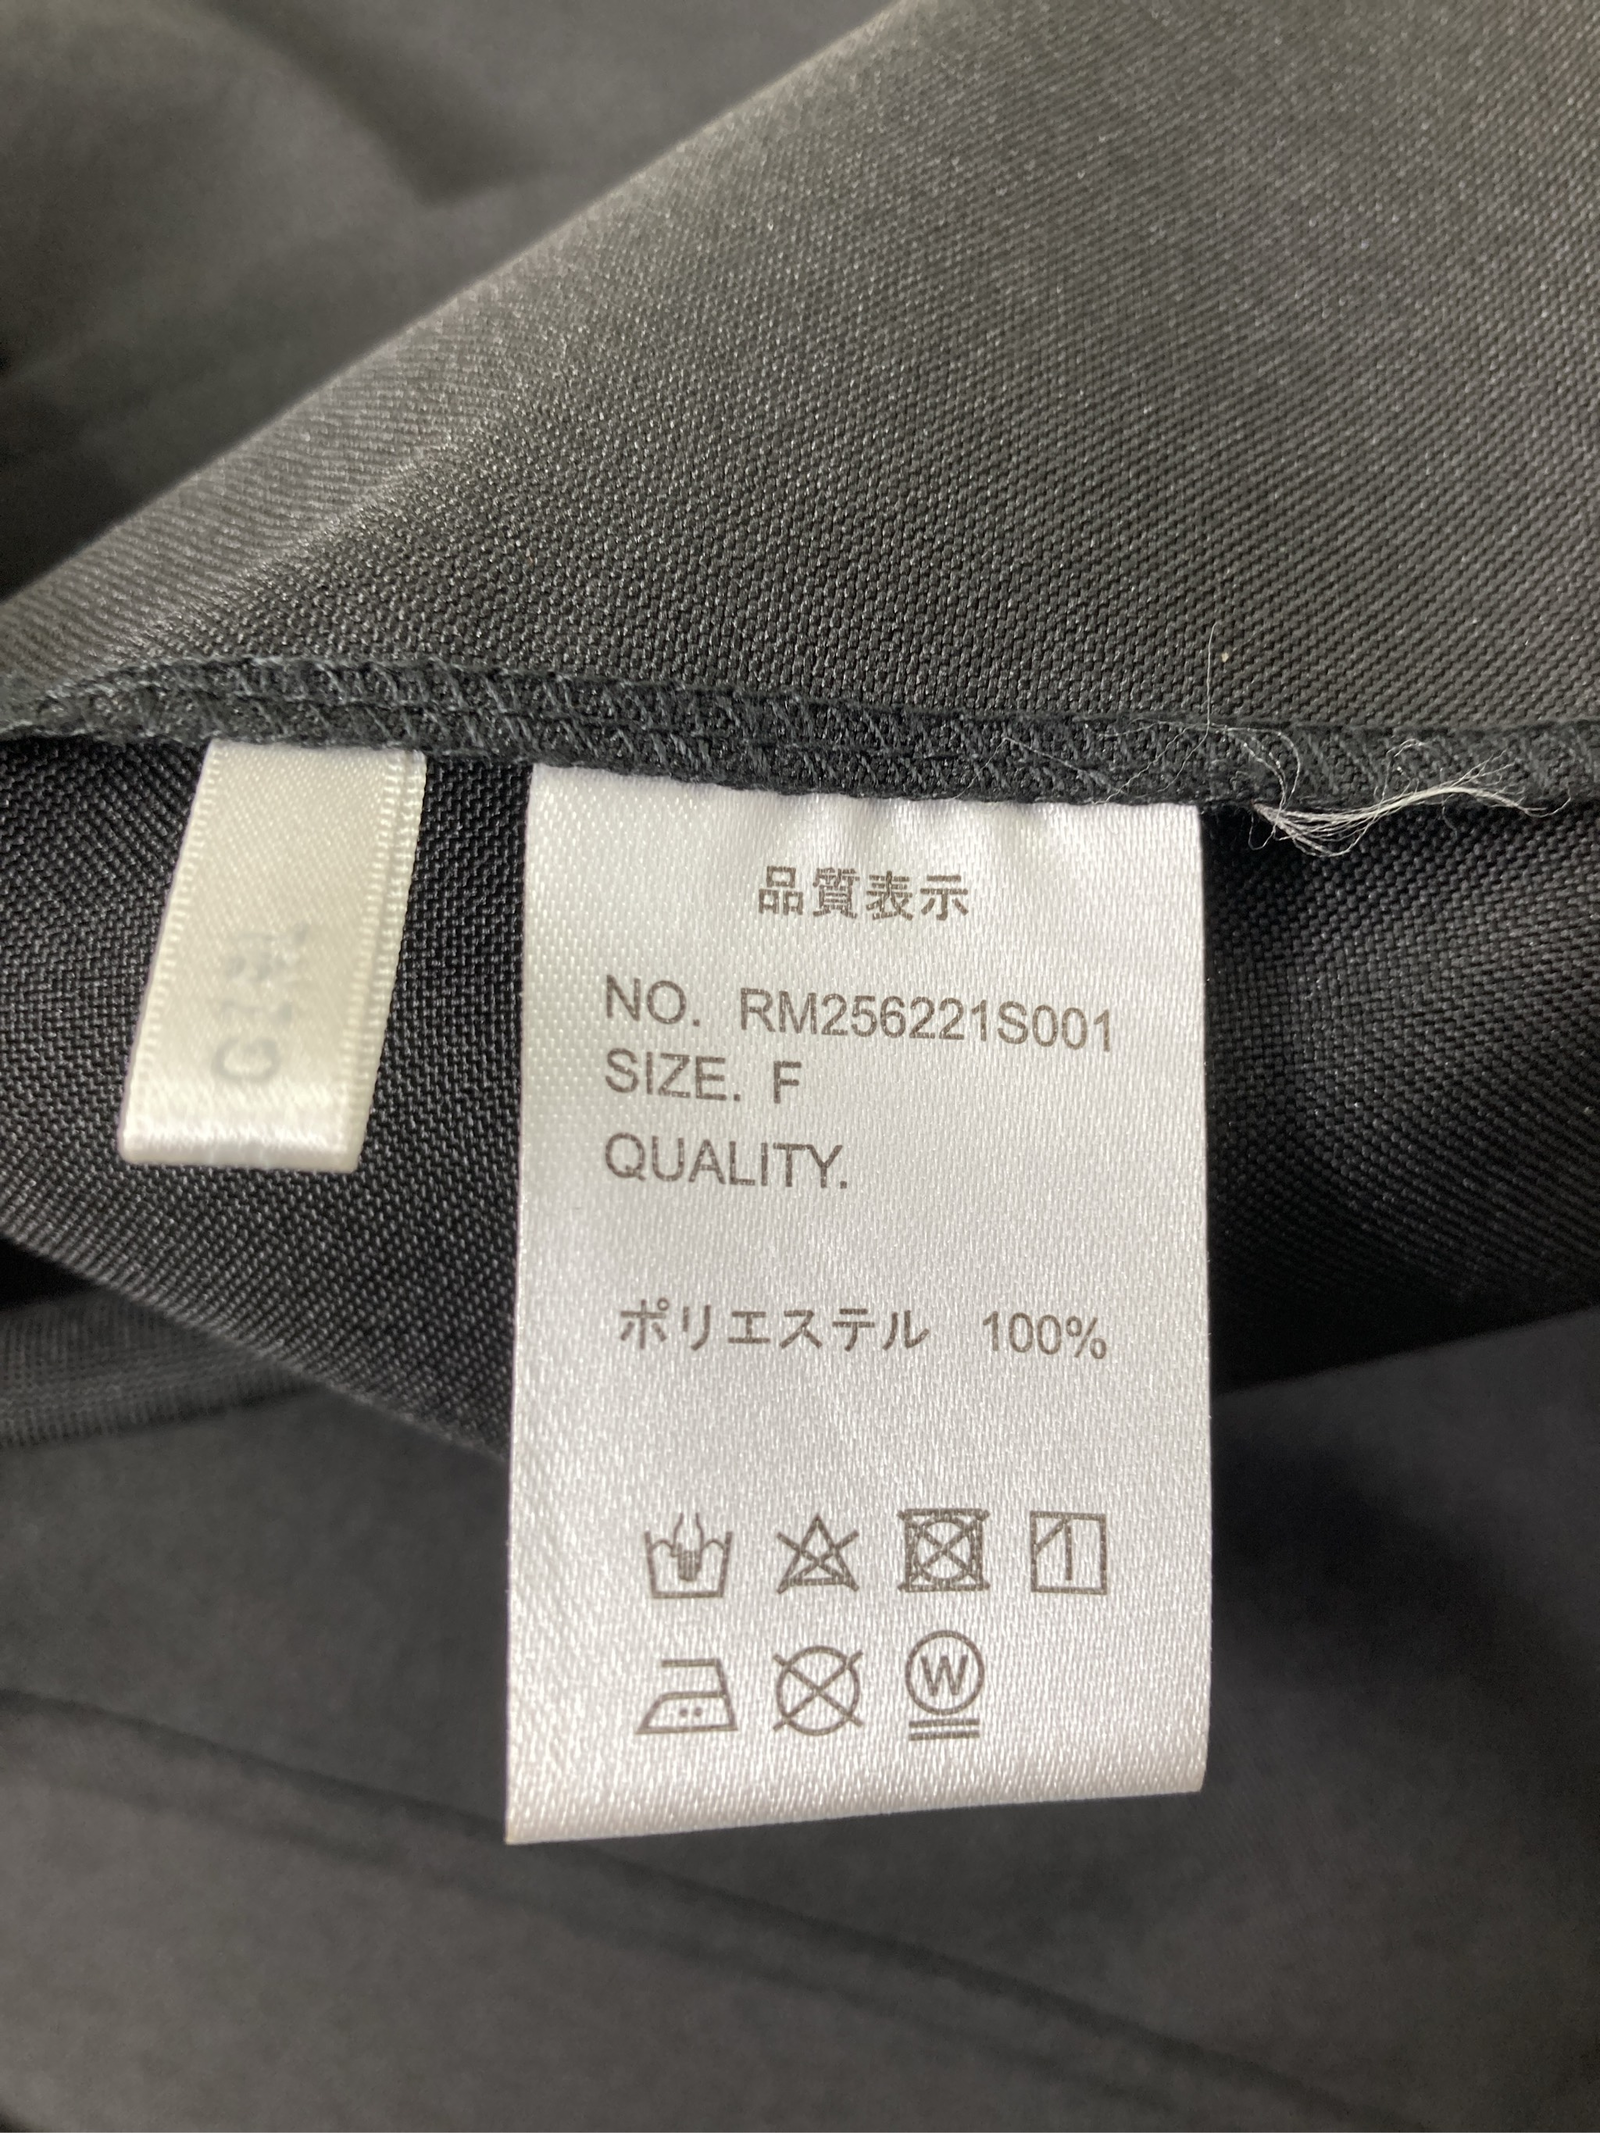 品質表示
NO. RM256221S001
SIZE. F
QUALITY.
ポリエステル 100%
W